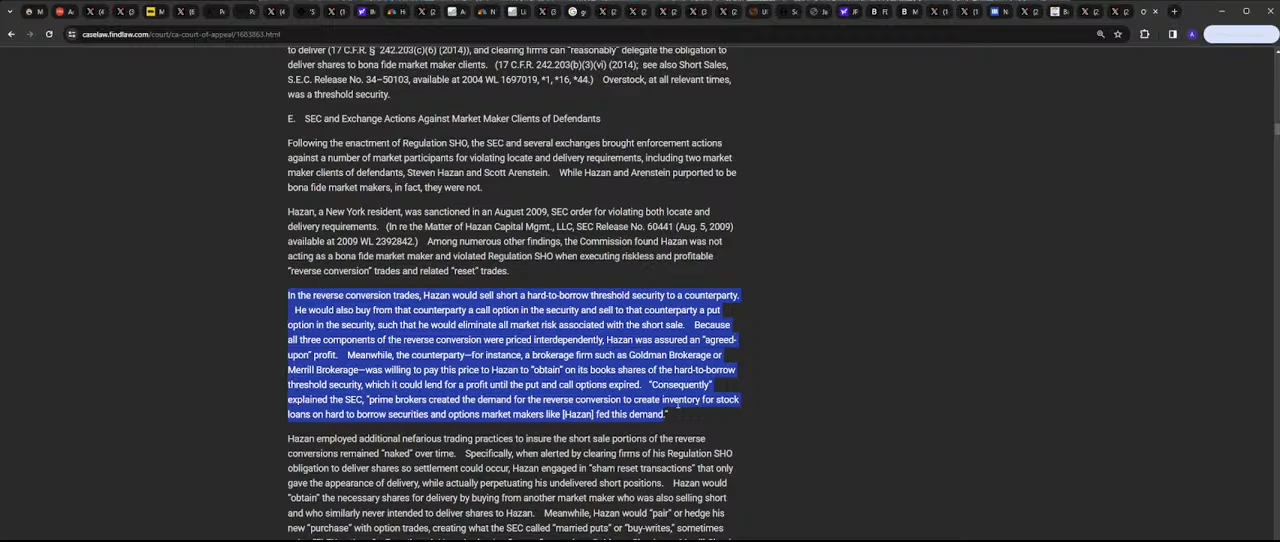 caselaw.findlaw.com/court/ca-court-of-appeal/1683863.html
to deliver (17 C.F.R. § 242.203(c)(6) (2014)), and clearing firms can “reasonably” delegate the obligation to
deliver shares to bona fide market maker clients. (17 C.F.R. 242.203(b)(3)(vi) (2014); see also Short Sales,
S.E.C. Release No. 34–50103, available at 2004 WL 1697019, *1, *16, *44.) Overstock, at all relevant times,
was a threshold security.
E. SEC and Exchange Actions Against Market Maker Clients of Defendants
Following the enactment of Regulation SHO, the SEC and several exchanges brought enforcement actions
against a number of market participants for violating locate and delivery requirements, including two market
maker clients of defendants, Steven Hazan and Scott Arenstein. While Hazan and Arenstein purported to be
bona fide market makers, in fact, they were not.
Hazan, a New York resident, was sanctioned in an August 2009, SEC order for violating both locate and
delivery requirements. (In re the Matter of Hazan Capital Mgmt., LLC, SEC Release No. 60441 (Aug. 5, 2009)
available at 2009 WL 2392842.) Among numerous other findings, the Commission found Hazan was not
acting as a bona fide market maker and violated Regulation SHO when executing riskless and profitable
“reverse conversion” trades and related “reset” trades.
In the reverse conversion trades, Hazan would sell short a hard-to-borrow threshold security to a counterparty.
He would also buy from that counterparty a call option in the security and sell to that counterparty a put
option in the security, such that he would eliminate all market risk associated with the short sale. Because
all three components of the reverse conversion were priced interdependently, Hazan was assured an “agreed-
upon” profit. Meanwhile, the counterparty—for instance, a brokerage firm such as Goldman Brokerage or
Merrill Brokerage—was willing to pay this price to Hazan to “obtain” on its books shares of the hard-to-borrow
threshold security, which it could lend for a profit until the put and call options expired. “Consequently”
explained the SEC, “prime brokers created the demand for the reverse conversion to create inventory for stock
loans on hard to borrow securities and options market makers like [Hazan] fed this demand.”
Hazan employed additional nefarious trading practices to insure the short sale portions of the reverse
conversions remained “naked” over time. Specifically, when alerted by clearing firms of his Regulation SHO
obligation to deliver shares so settlement could occur, Hazan engaged in “sham reset transactions” that only
gave the appearance of delivery, while actually perpetuating his undelivered short positions. Hazan would
“obtain” the necessary shares for delivery by buying from another market maker who was also selling short
and who similarly never intended to deliver shares to Hazan. Meanwhile, Hazan would “pair” or hedge his
new “purchase” with option trades, creating what the SEC called “married puts” or “buy-writes,” sometimes